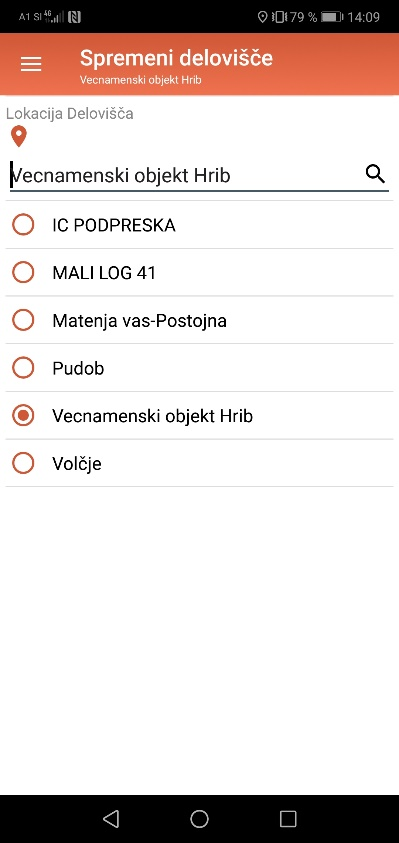 A1 SI 4G 79 % 14:09
Spremeni delovišče
Vecnamenski objekt Hrib
Lokacija Delovišča
Vecnamenski objekt Hrib
IC PODPRESKA
MALI LOG 41
Matenja vas-Postojna
Pudob
Vecnamenski objekt Hrib
Volčje